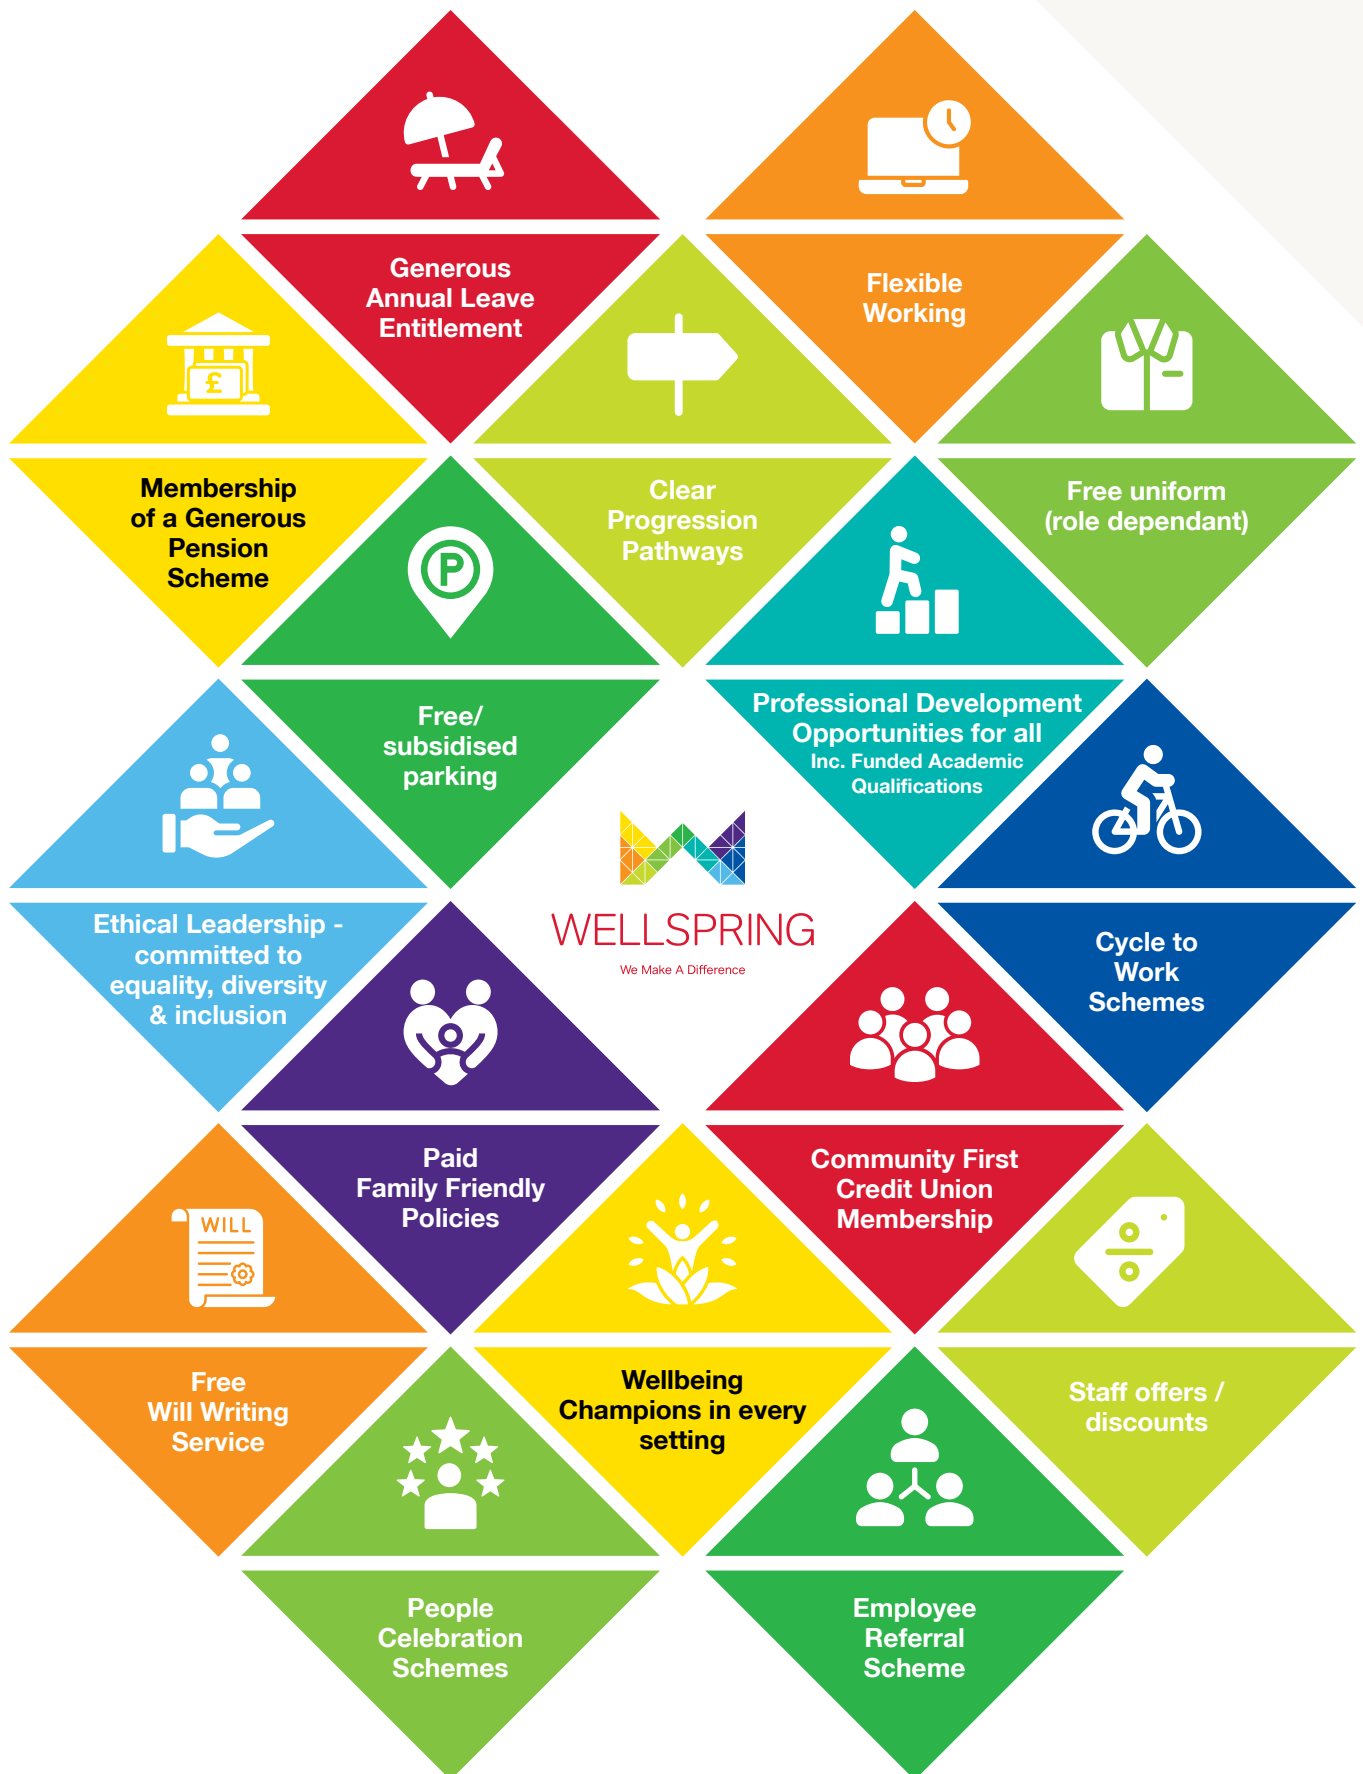 Generous
Annual Leave
Entitlement
Flexible
Working
£
Membership
of a Generous
Pension
Scheme
Clear
Progression
Pathways
Free uniform
(role dependant)
P
Free/
subsidised
parking
Professional Development
Opportunities for all
Inc. Funded Academic
Qualifications
WELLSPRING
We Make A Difference
Ethical Leadership -
committed to
equality, diversity
& inclusion
Cycle to
Work
Schemes
Paid
Family Friendly
Policies
Community First
Credit Union
Membership
WILL
Free
Will Writing
Service
Wellbeing
Champions in every
setting
Staff offers /
discounts
People
Celebration
Schemes
Employee
Referral
Scheme